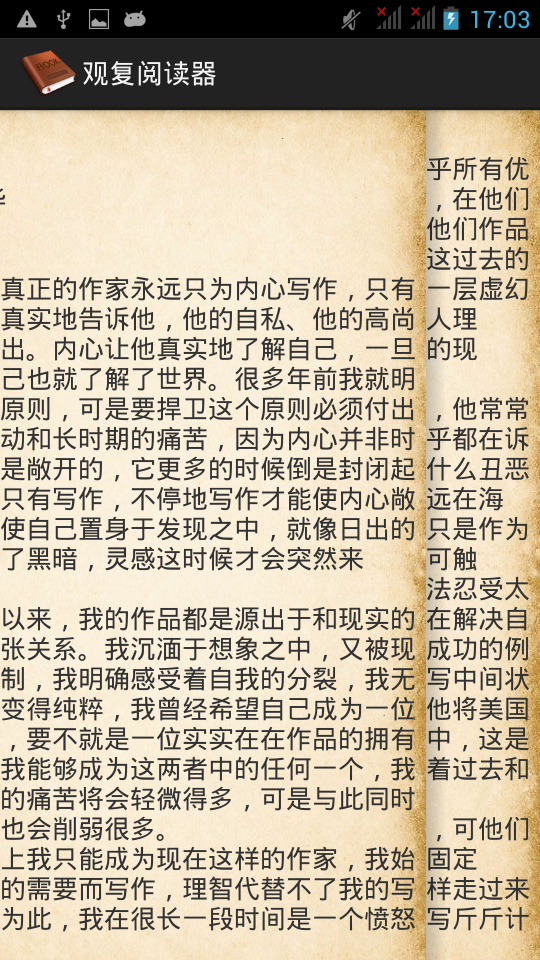 17:03
观复阅读器
真正的作家永远只为内心写作，只有
真实地告诉他，他的自私、他的高尚
出。内心让他真实地了解自己，一旦
己也就了解了世界。很多年前我就明
原则，可是要捍卫这个原则必须付出
动和长时期的痛苦，因为内心并非时
是敞开的，它更多的时候倒是封闭起
只有写作，不停地写作才能使内心敞
使自己置身于发现之中，就像日出的
了黑暗，灵感这时候才会突然来
以来，我的作品都是源出于和现实的
张关系。我沉湎于想象之中，又被现
制，我明确感受着自我的分裂，我无
变得纯粹，我曾经希望自己成为一位
，要不就是一位实实在在作品的拥有
我能够成为这两者中的任何一个，我
的痛苦将会轻微得多，可是与此同时
也会削弱很多。
上我只能成为现在这样的作家，我始
的需要而写作，理智代替不了我的写
为此，我在很长一段时间是一个愤怒
乎所有优
，在他们
他们作品
这过去的
一层虚幻
人理
的现
，他常常
乎都在诉
什么丑恶
远在海
只是作为
可触
法忍受太
在解决自
成功的例
写中间状
他将美国
中，这是
着过去和
，可他们
固定
样走过来
写斤斤计